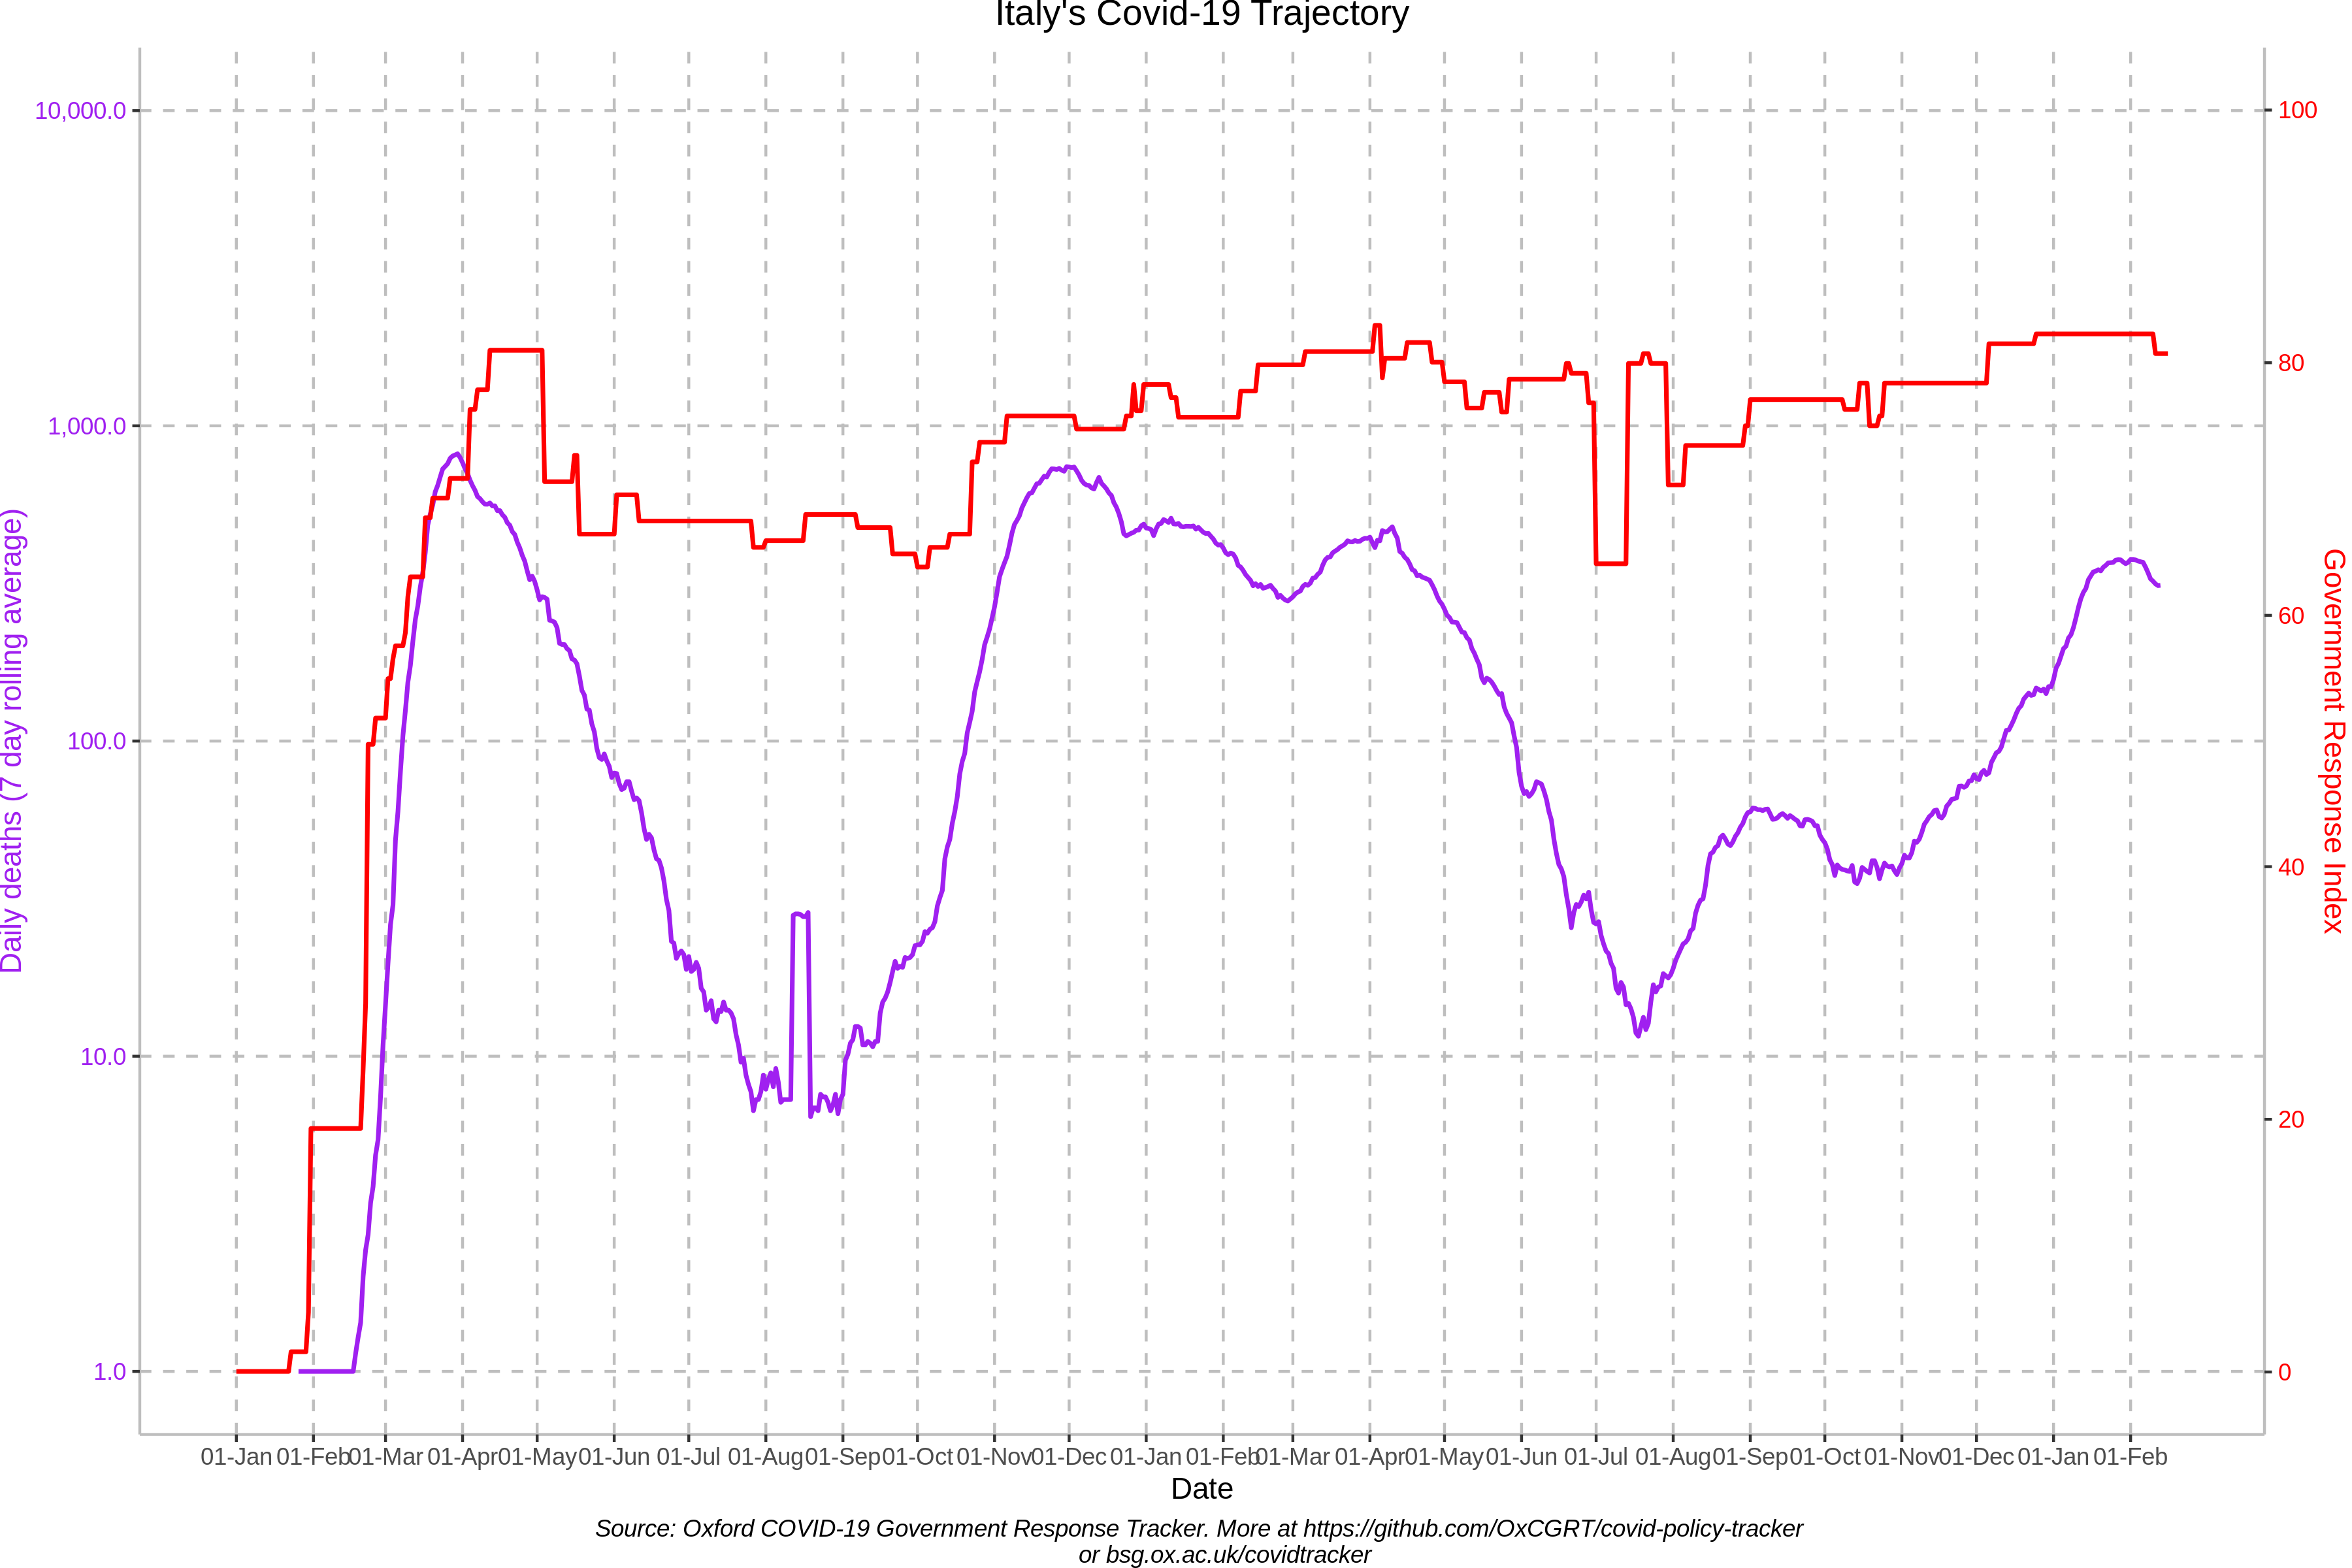 Italy's Covid-19 Trajectory
10,000.0
1,000.0
100.0
10.0
1.0
Daily deaths (7 day rolling average)
100
80
60
40
20
0
Government Response Index
01-Jan 01-Feb 01-Mar 01-Apr 01-May 01-Jun 01-Jul 01-Aug 01-Sep 01-Oct 01-Nov 01-Dec 01-Jan 01-Feb 01-Mar 01-Apr 01-May 01-Jun 01-Jul 01-Aug 01-Sep 01-Oct 01-Nov 01-Dec 01-Jan 01-Feb
Date
Source: Oxford COVID-19 Government Response Tracker. More at https://github.com/OxCGRT/covid-policy-tracker
or bsg.ox.ac.uk/covidtracker